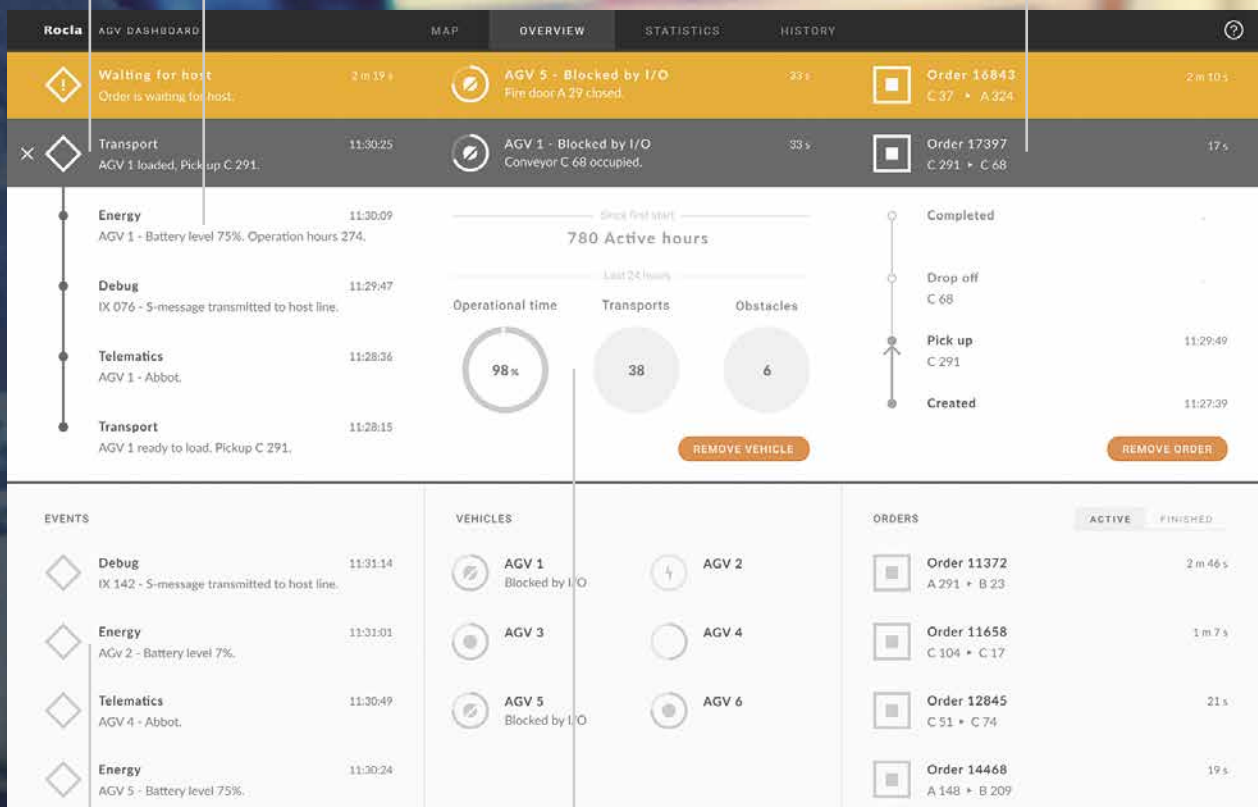 Rocla AGV DASHBOARD MAP OVERVIEW STATISTICS HISTORY ?
Waiting for host 2 m 19 s
Order is waiting for host.
AGV 5 - Blocked by I/O 33 s
Fire door A 29 closed.
Order 16843 2 m 10 s
C 37 ▸ A 324
Transport 11:30:25
AGV 1 loaded, Pick up C 291.
AGV 1 - Blocked by I/O 33 s
Conveyor C 68 occupied.
Order 17397 17 s
C 291 ▸ C 68
Energy 11:30:09
AGV 1 - Battery level 75%. Operation hours 274.
Debug 11:29:47
IX 076 - S-message transmitted to host line.
Telematics 11:28:36
AGV 1 - Abbot.
Transport 11:28:15
AGV 1 ready to load. Pickup C 291.
Since first start
780 Active hours
Last 24 hours
Operational time Transports Obstacles
98 % 38 6
REMOVE VEHICLE
Completed -
Drop off -
C 68
Pick up 11:29:49
C 291
Created 11:27:39
REMOVE ORDER
EVENTS
Debug 11:31:14
IX 142 - S-message transmitted to host line.
Energy 11:31:01
AGv 2 - Battery level 7%.
Telematics 11:30:49
AGV 4 - Abbot.
Energy 11:30:24
AGV 5 - Battery level 75%.
VEHICLES
AGV 1 AGV 2
Blocked by I/O
AGV 3 AGV 4
AGV 5 AGV 6
Blocked by I/O
ORDERS ACTIVE FINISHED
Order 11372 2 m 46 s
A 291 ▸ B 23
Order 11658 1 m 7 s
C 104 ▸ C 17
Order 12845 21 s
C 51 ▸ C 74
Order 14468 19 s
A 148 ▸ B 209